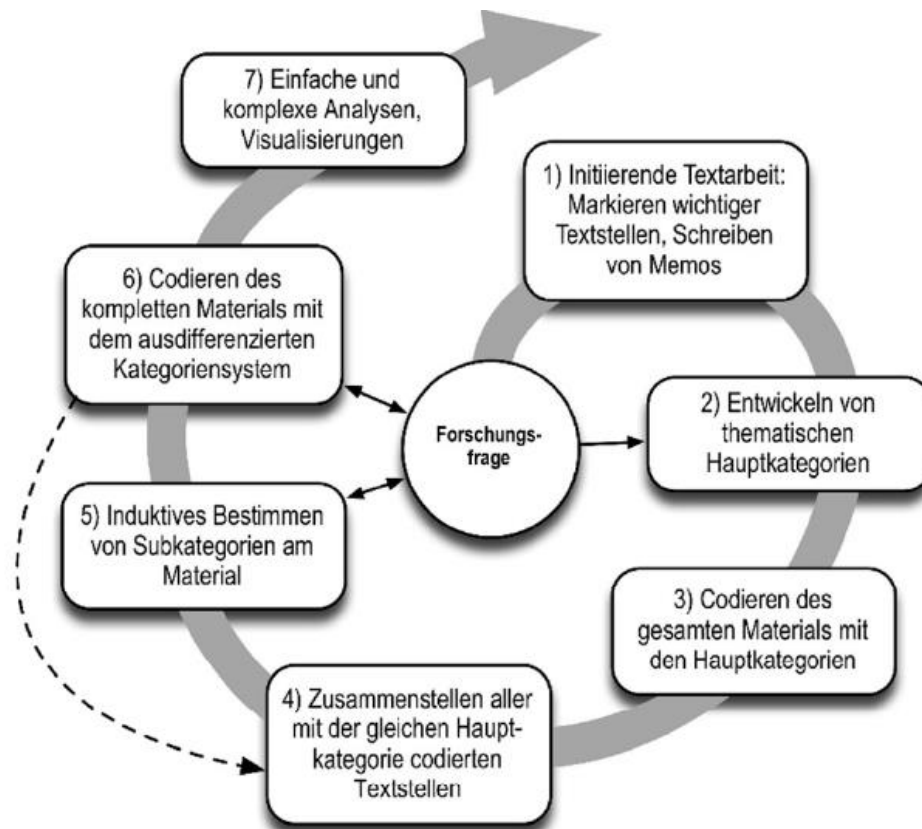 7) Einfache und
komplexe Analysen,
Visualisierungen
1) Initiierende Textarbeit:
Markieren wichtiger
Textstellen, Schreiben
von Memos
6) Codieren des
kompletten Materials mit
dem ausdifferenzierten
Kategoriensystem
Forschungs-
frage
2) Entwickeln von
thematischen
Hauptkategorien
5) Induktives Bestimmen
von Subkategorien am
Material
3) Codieren des
gesamten Materials mit
den Hauptkategorien
4) Zusammenstellen aller
mit der gleichen Haupt-
kategorie codierten
Textstellen